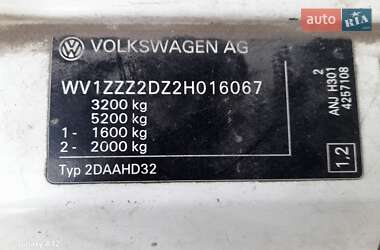 auto RIA
VOLKSWAGEN AG
WV1ZZZ2DZ2H016067
3200 kg
5200 kg
1- 1600 kg
2- 2000 kg
Typ 2DAAHD32
2
ANJ H301
4257108
1,2